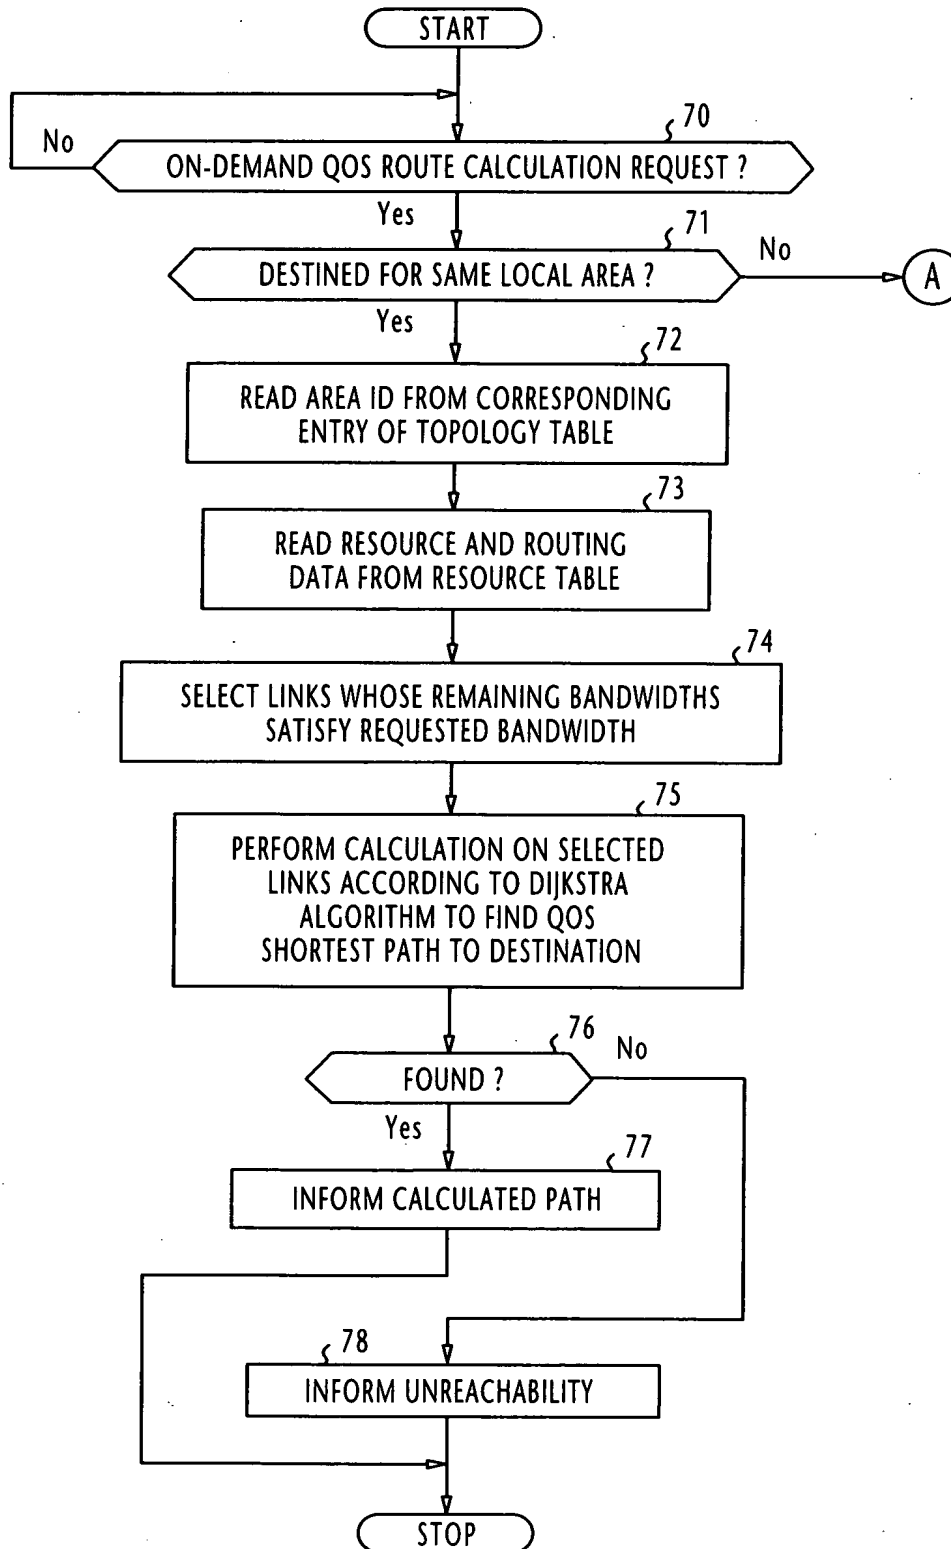 START
No
70
ON-DEMAND QOS ROUTE CALCULATION REQUEST ?
Yes
71
DESTINED FOR SAME LOCAL AREA ?
No
A
Yes
72
READ AREA ID FROM CORRESPONDING
ENTRY OF TOPOLOGY TABLE
73
READ RESOURCE AND ROUTING
DATA FROM RESOURCE TABLE
74
SELECT LINKS WHOSE REMAINING BANDWIDTHS
SATISFY REQUESTED BANDWIDTH
75
PERFORM CALCULATION ON SELECTED
LINKS ACCORDING TO DIJKSTRA
ALGORITHM TO FIND QOS
SHORTEST PATH TO DESTINATION
76
FOUND ?
No
Yes
77
INFORM CALCULATED PATH
78
INFORM UNREACHABILITY
STOP